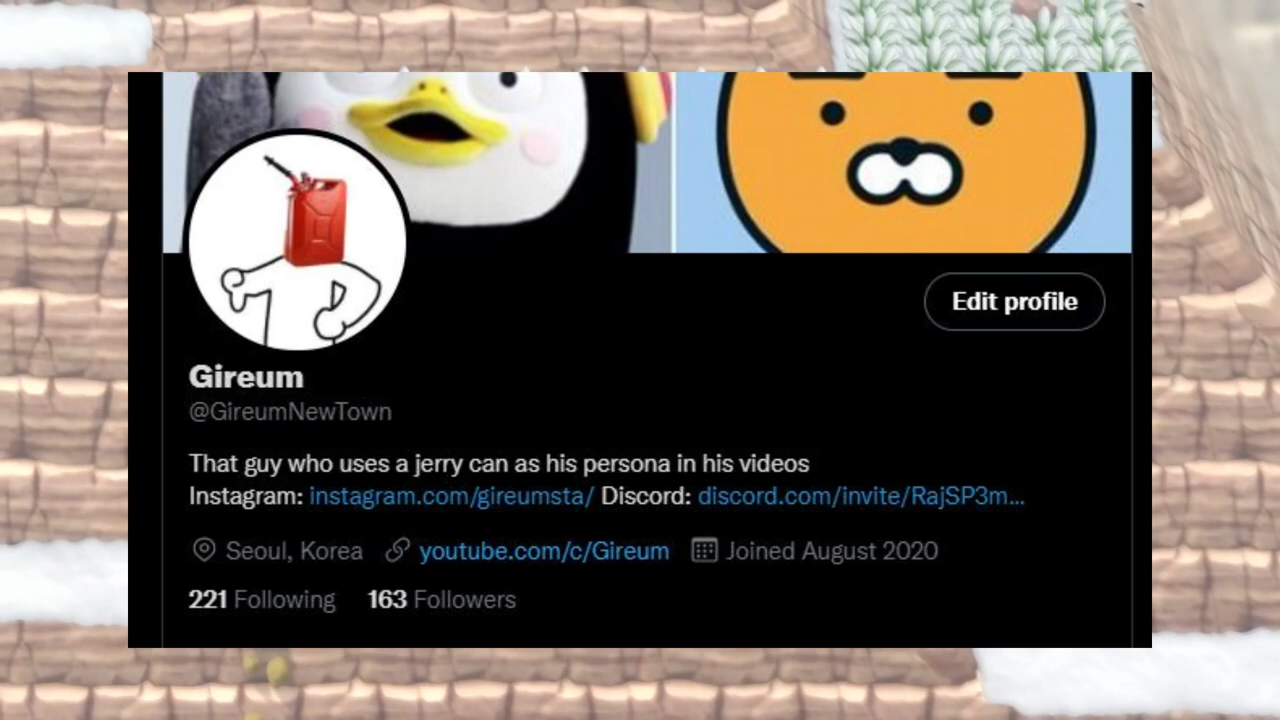 Edit profile
Gireum
@GireumNewTown
That guy who uses a jerry can as his persona in his videos
Instagram: instagram.com/gireumsta/ Discord: discord.com/invite/RajSP3m...
Seoul, Korea youtube.com/c/Gireum Joined August 2020
221 Following 163 Followers